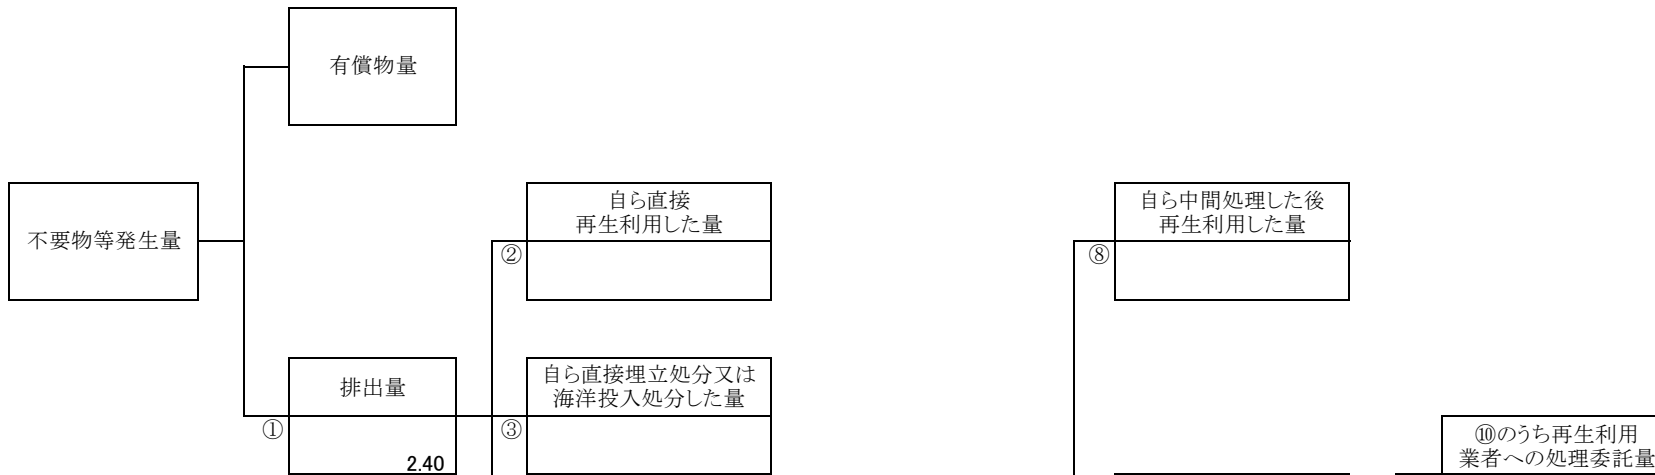 有償物量
不要物等発生量
自ら直接
再生利用した量
②
自ら中間処理した後
再生利用した量
⑧
排出量
①
2.40
自ら直接埋立処分又は
海洋投入処分した量
③
⑩のうち再生利用
業者への処理委託量